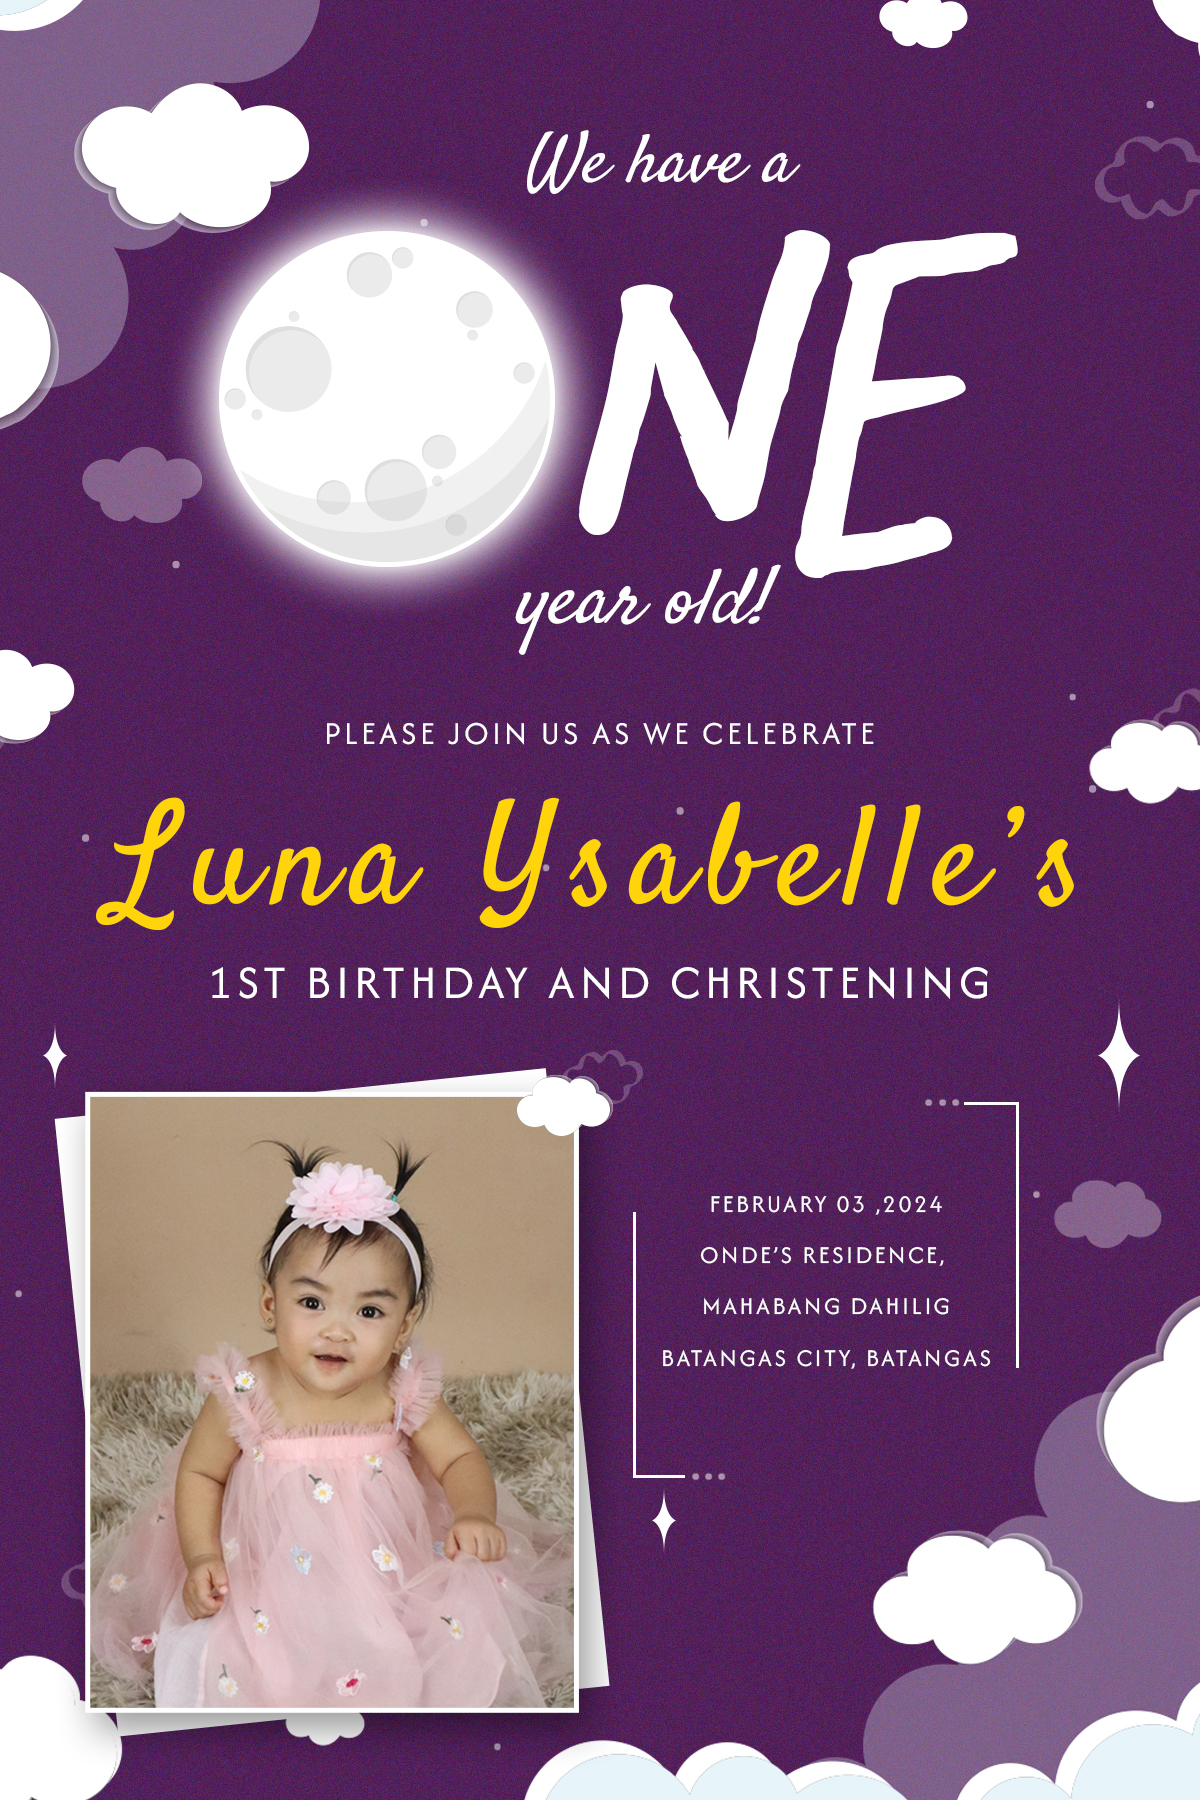 We have a
NE
year old!
PLEASE JOIN US AS WE CELEBRATE
Luna Ysabelle’s
1ST BIRTHDAY AND CHRISTENING
FEBRUARY 03 ,2024
ONDE’S RESIDENCE,
MAHABANG DAHILIG
BATANGAS CITY, BATANGAS